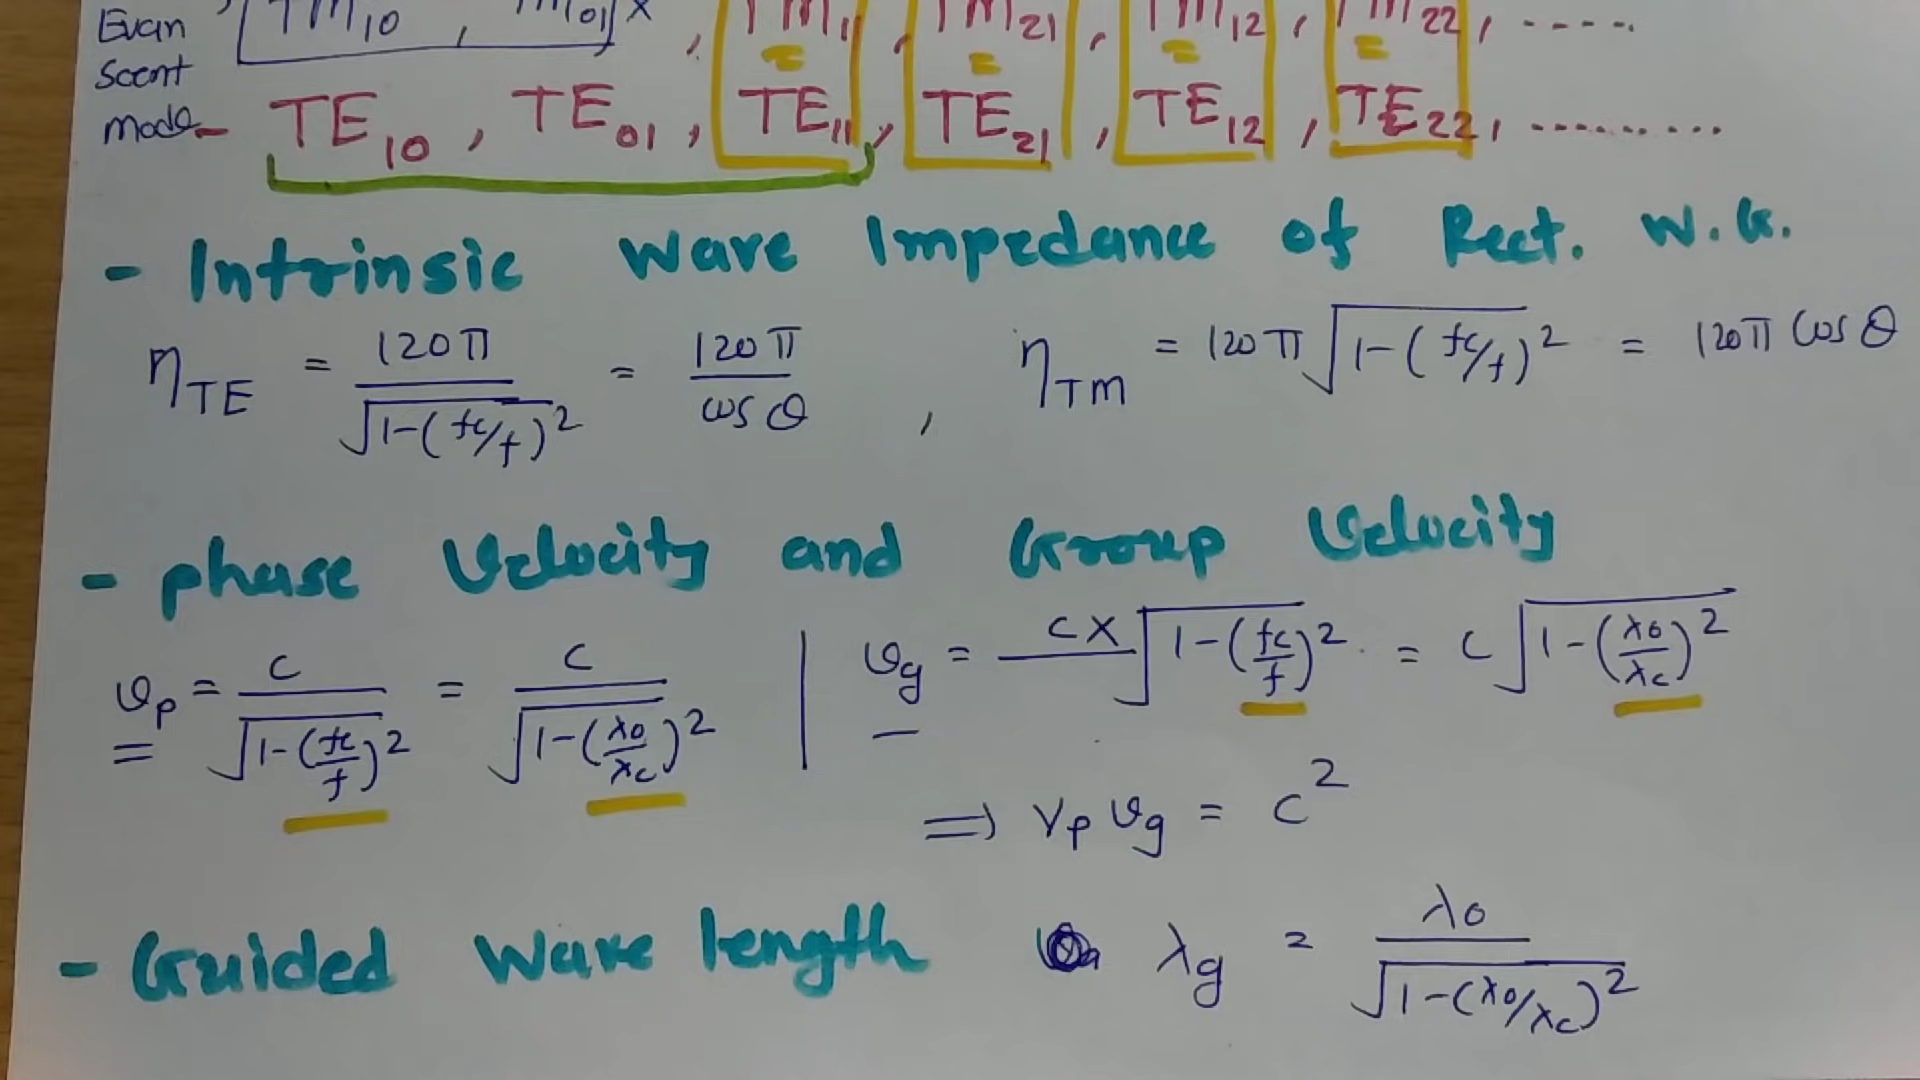 Evan TM10 , TM01 x , TM11 , TM21 , TM12 , TM22 , -----
Scent = = = =
mode - TE10 , TE01 , TE11 , TE21 , TE12 , TE22 , .........
- Intrinsic Wave Impedance of Rect. W.G.
ηTE = 120π / √1-(fc/f)² = 120π / cos θ , ηTM = 120π √1-(fc/f)² = 120π cos θ
- Phase Velocity and Group Velocity
vp = c / √1-(fc/f)² = c / √1-(λ0/λc)² | vg = c x √1-(fc/f)² = c √1-(λ0/λc)²
⇒ vp vg = c²
- Guided Wave length λg = λ0 / √1-(λ0/λc)²